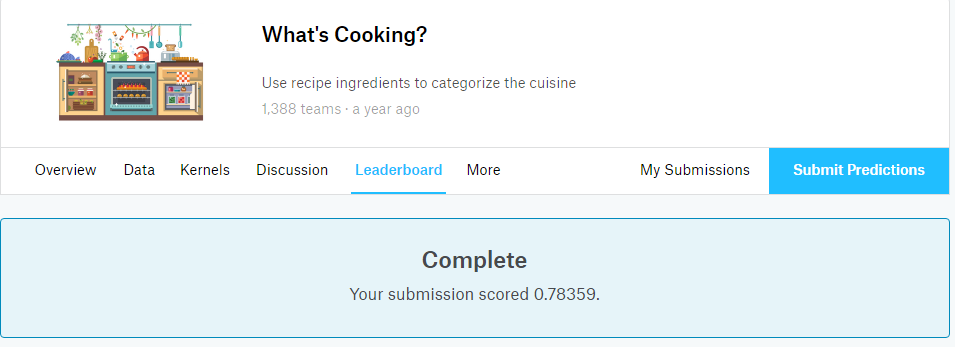 What's Cooking?
Use recipe ingredients to categorize the cuisine
1,388 teams · a year ago
Overview Data Kernels Discussion Leaderboard More My Submissions Submit Predictions
Complete
Your submission scored 0.78359.